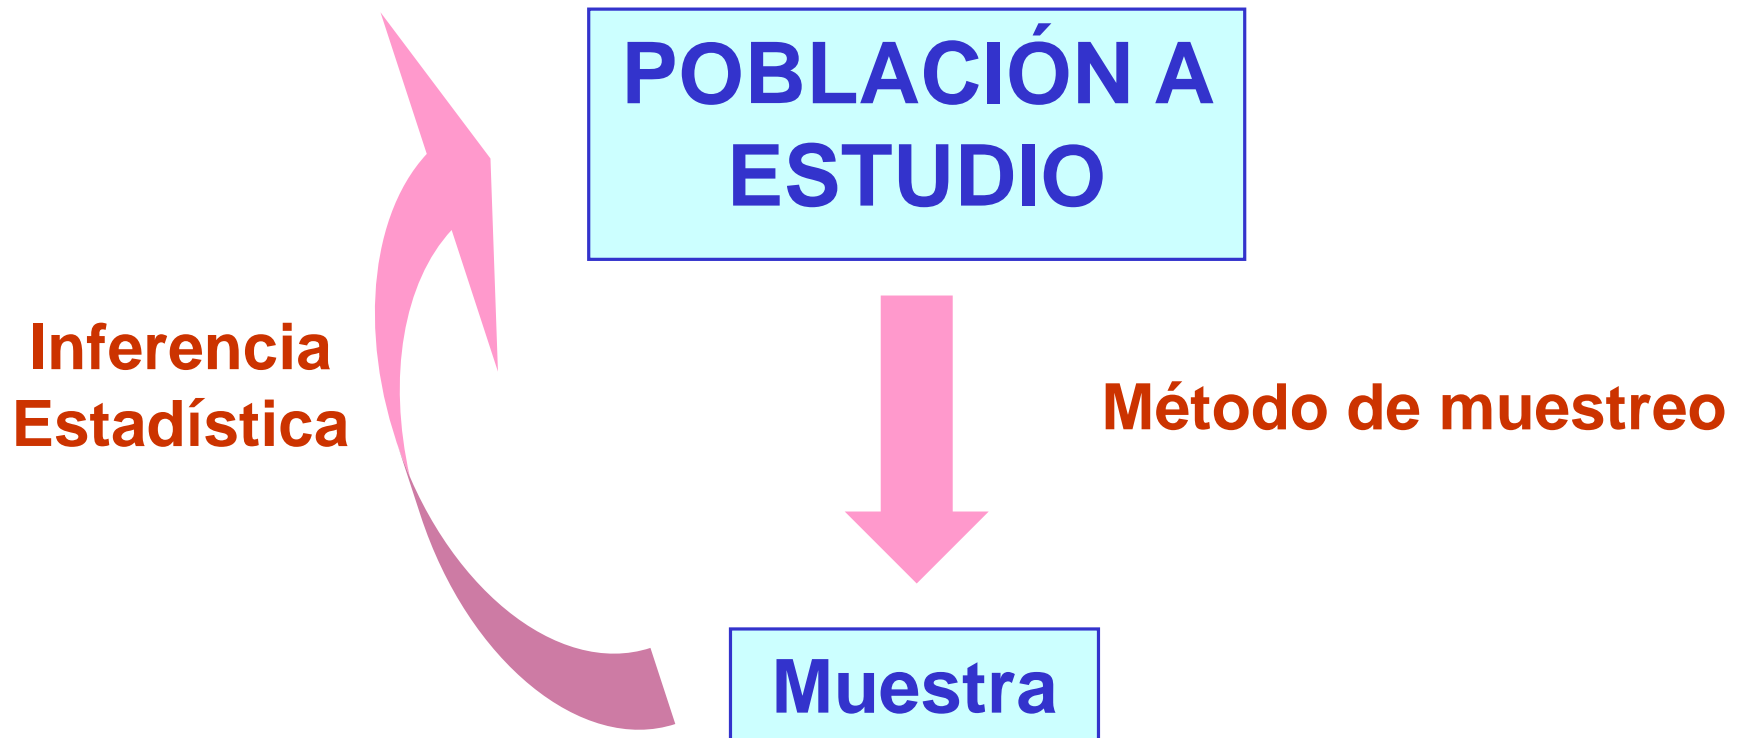 POBLACIÓN A
ESTUDIO
Inferencia
Estadística
Método de muestreo
Muestra